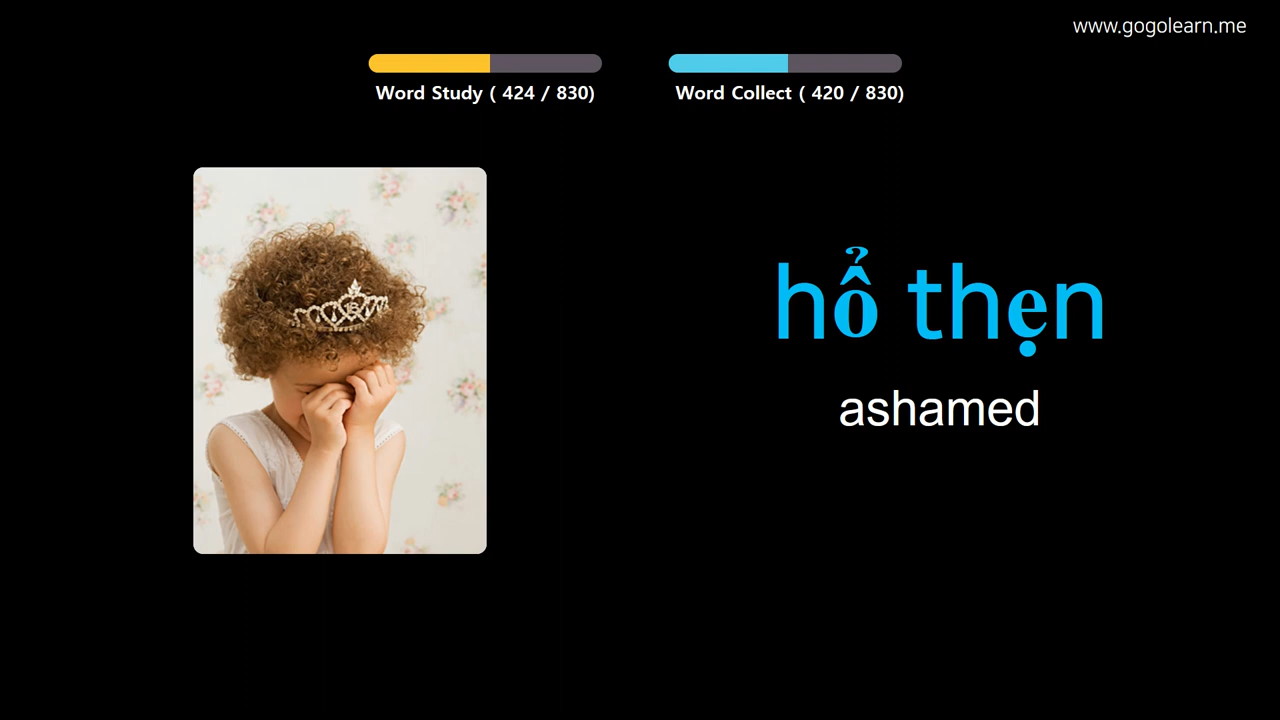 www.gogolearn.me
Word Study ( 424 / 830)
Word Collect ( 420 / 830)
hổ thẹn
ashamed